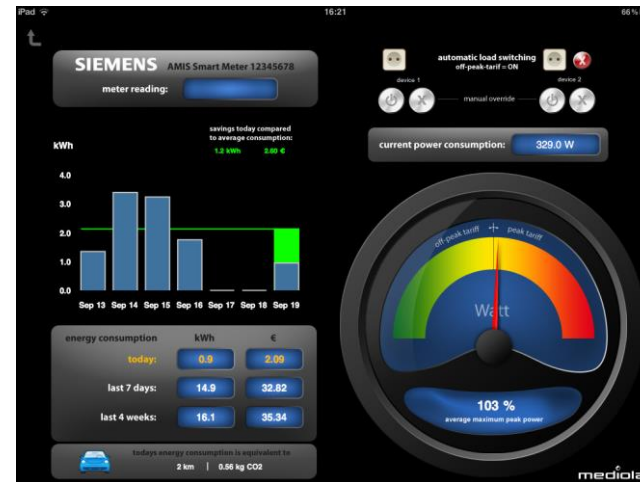 iPad
16:21
66%
SIEMENS AMIS Smart Meter 12345678
meter reading:
automatic load switching
off-peak-tarif = ON
device 1
device 2
manual override
savings today compared
to average consumption:
1.2 kWh 2.60 €
current power consumption: 329.0 W
kWh
4.0
3.0
2.0
1.0
0.0
Sep 13 Sep 14 Sep 15 Sep 16 Sep 17 Sep 18 Sep 19
off-peak tariff peak tariff
Watt
103 %
average maximum peak power
energy consumption kWh €
today: 0.9 2.09
last 7 days: 14.9 32.82
last 4 weeks: 16.1 35.34
todays energy consumption is equivalent to
2 km | 0.56 kg CO2
mediola